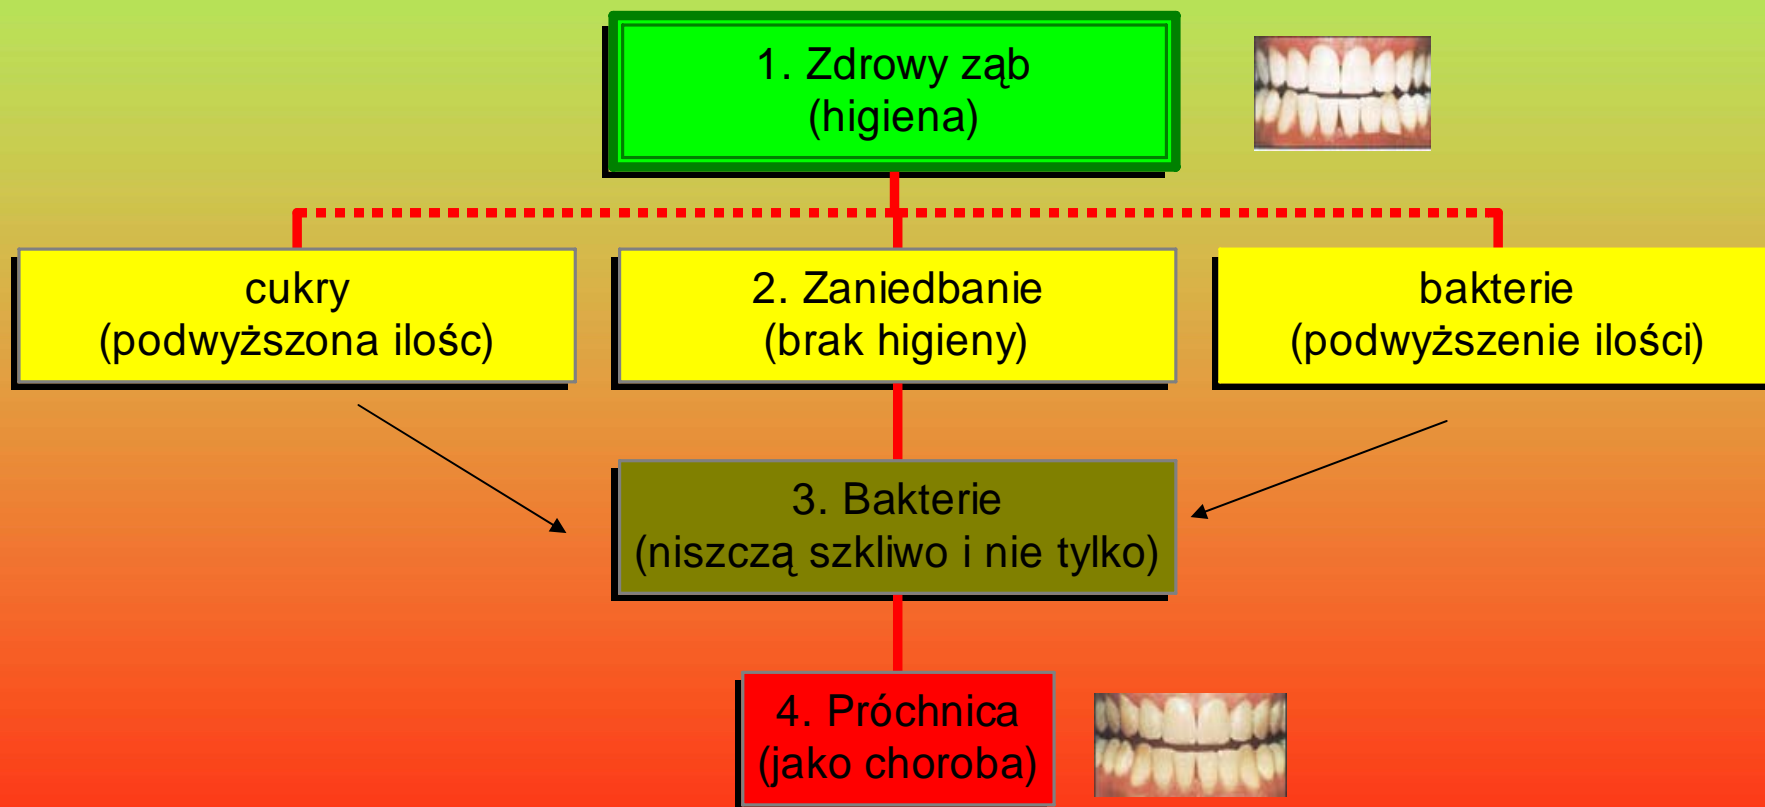 1. Zdrowy ząb
(higiena)
cukry
(podwyższona ilośc)
2. Zaniedbanie
(brak higieny)
bakterie
(podwyższenie ilości)
3. Bakterie
(niszczą szkliwo i nie tylko)
4. Próchnica
(jako choroba)